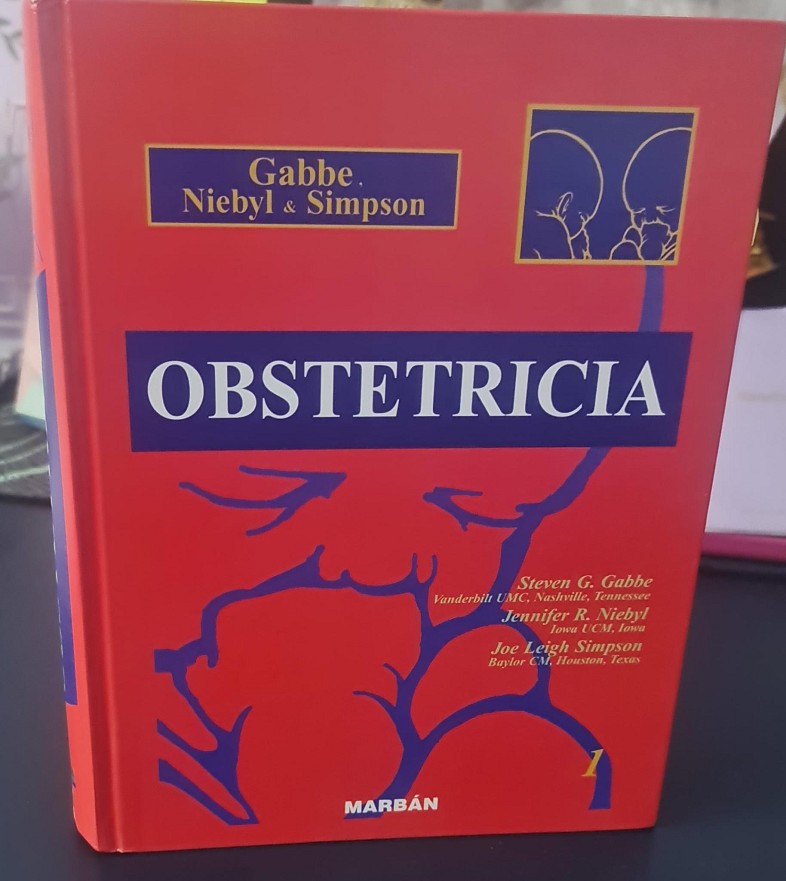 Gabbe,
Niebyl & Simpson
OBSTETRICIA
Steven G. Gabbe
Vanderbilt UMC, Nashville, Tennessee
Jennifer R. Niebyl
Iowa UCM, Iowa
Joe Leigh Simpson
Baylor CM, Houston, Texas
1
MARBÁN